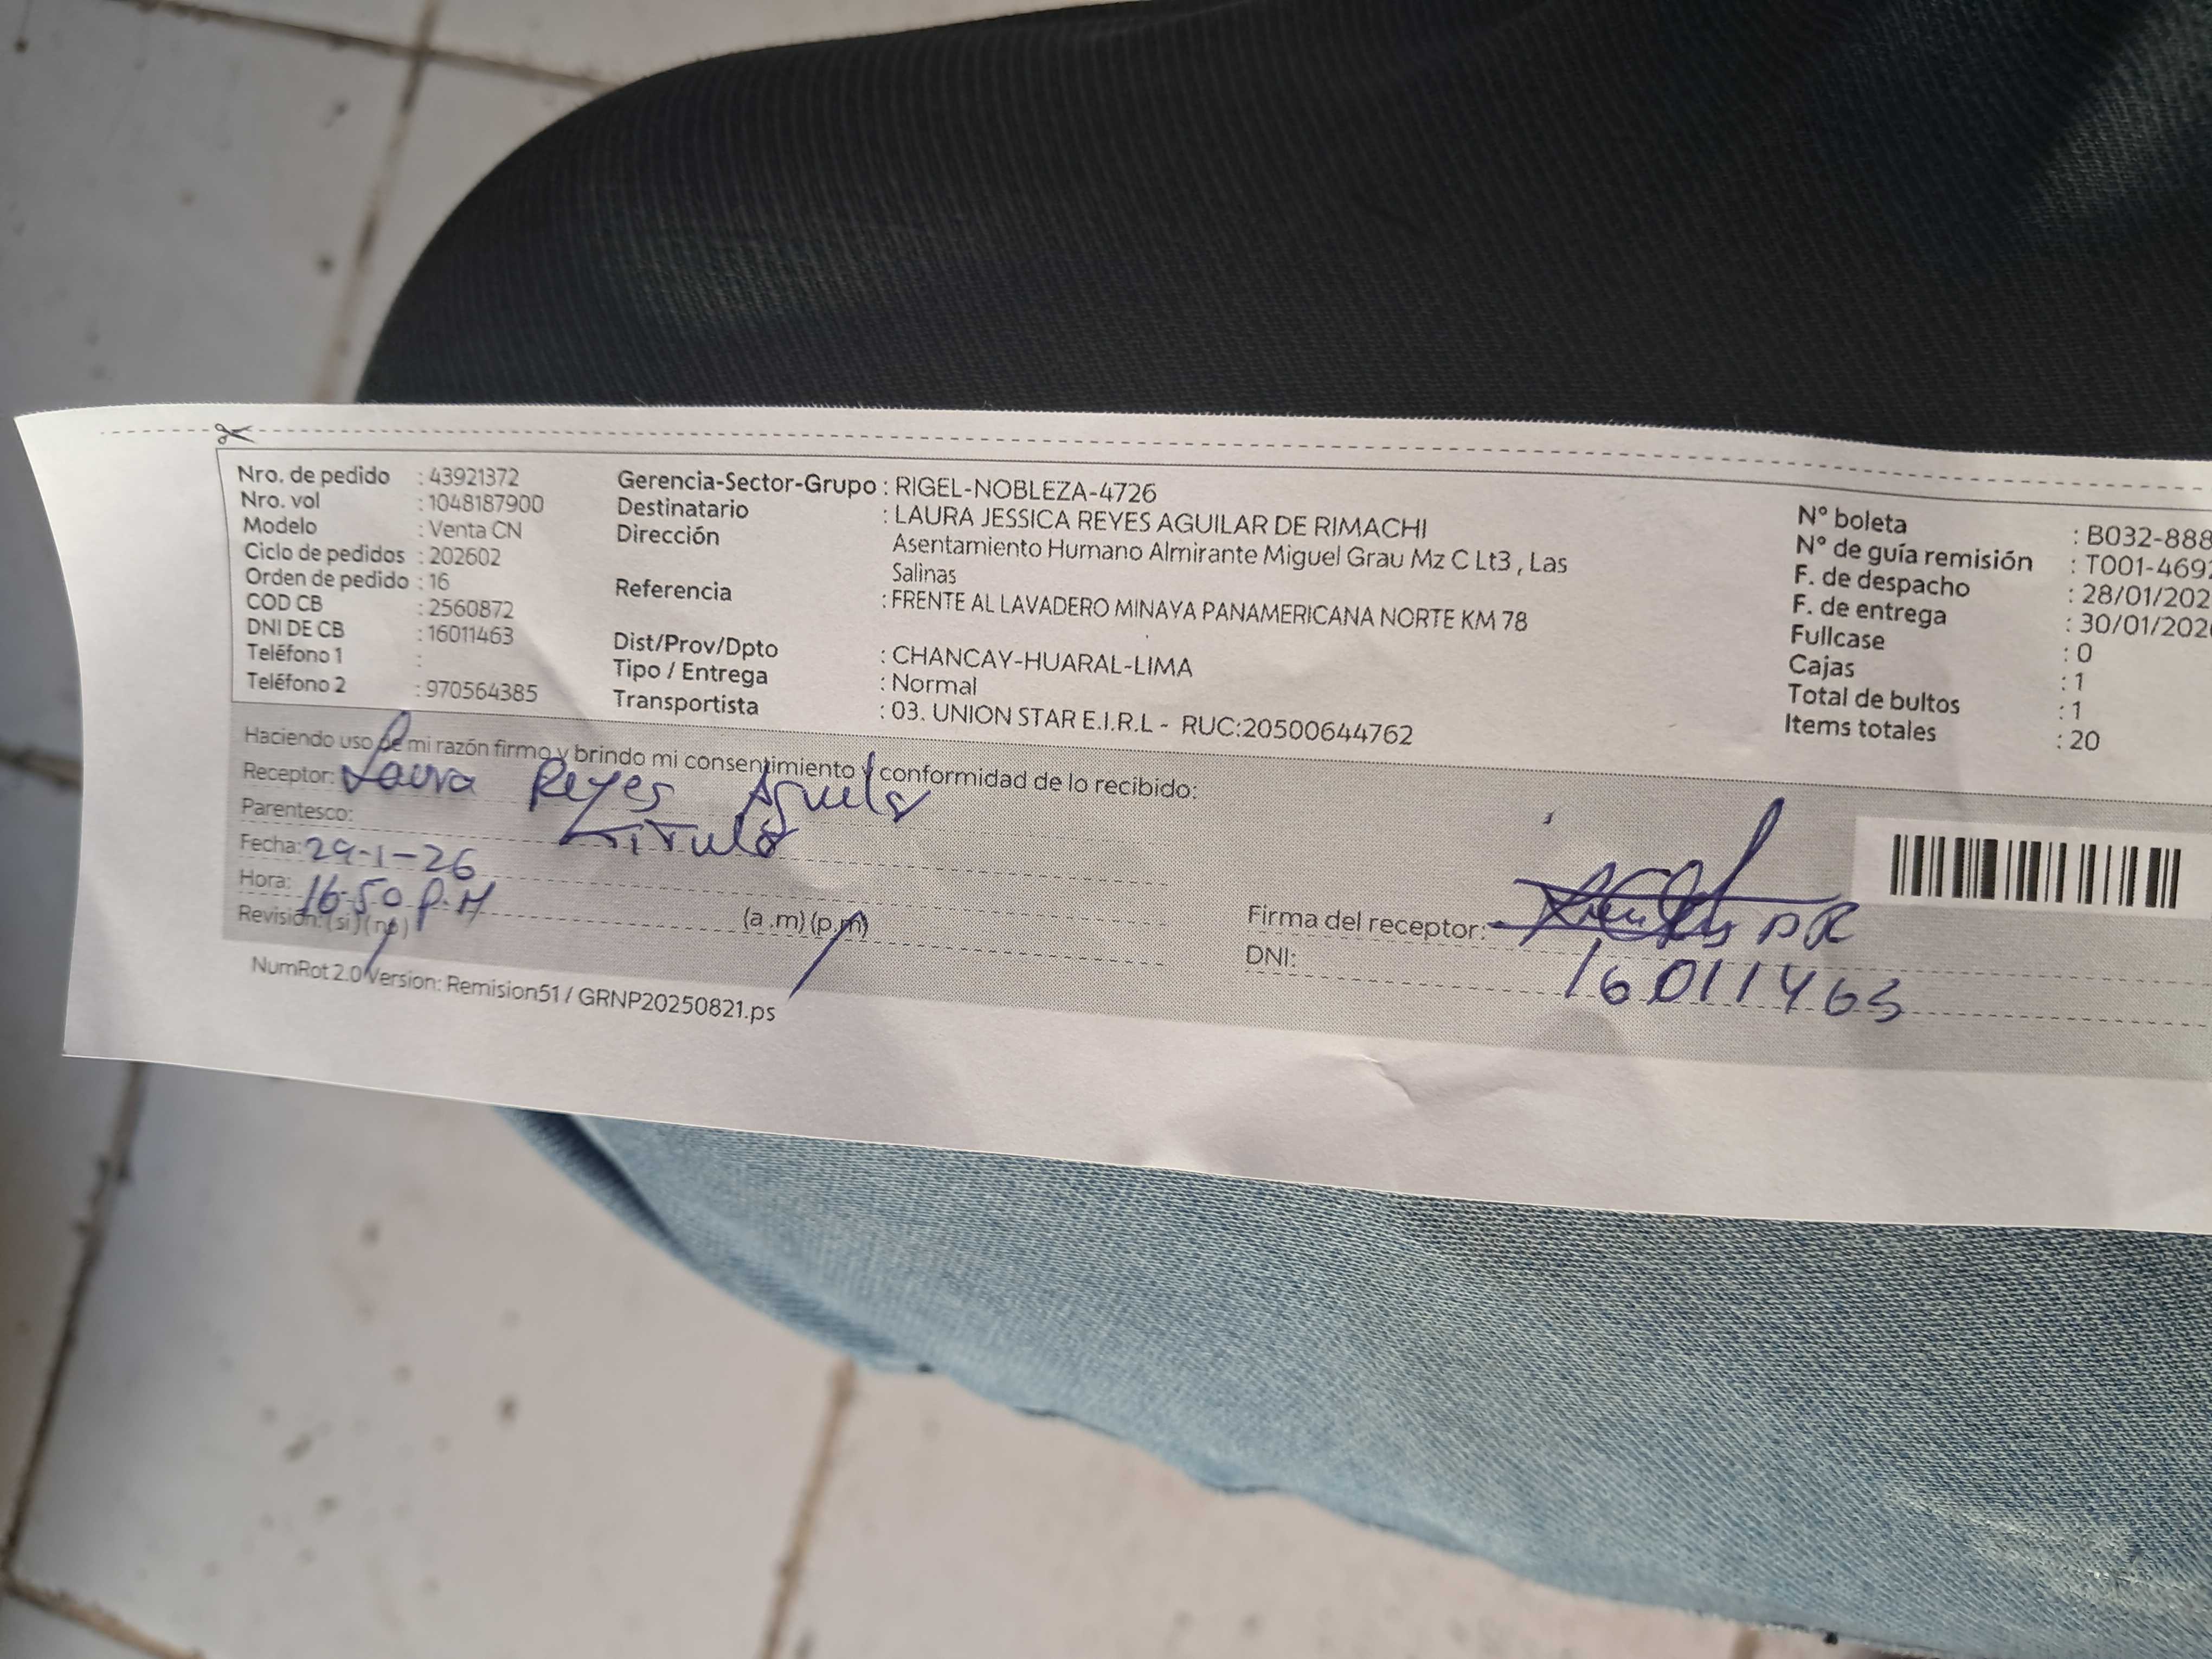 Nro. de pedido : 43921372
Nro. vol : 1048187900
Modelo : Venta CN
Ciclo de pedidos : 202602
Orden de pedido : 16
COD CB : 2560872
DNI DE CB : 16011463
Teléfono 1 :
Teléfono 2 : 970564385
Gerencia-Sector-Grupo : RIGEL-NOBLEZA-4726
Destinatario : LAURA JESSICA REYES AGUILAR DE RIMACHI
Dirección Asentamiento Humano Almirante Miguel Grau Mz C Lt3 , Las
Salinas
Referencia : FRENTE AL LAVADERO MINAYA PANAMERICANA NORTE KM 78
Dist/Prov/Dpto : CHANCAY-HUARAL-LIMA
Tipo / Entrega : Normal
Transportista : 03. UNION STAR E.I.R.L - RUC:20500644762
N° boleta : B032-888
N° de guía remisión : T001-469
F. de despacho : 28/01/202
F. de entrega : 30/01/202
Fullcase : 0
Cajas : 1
Total de bultos : 1
Items totales : 20
Haciendo uso de mi razón firmo y brindo mi consentimiento y conformidad de lo recibido:
Receptor: Laura Reyes Aguilar
Parentesco: Titular
Fecha: 29-1-26
Hora: 16-50 P.M (a .m) (p.m)
Revisión: (si) (no)
Firma del receptor:
DNI: 16011463
NumRot 2.0 Version: Remision51 / GRNP20250821.ps